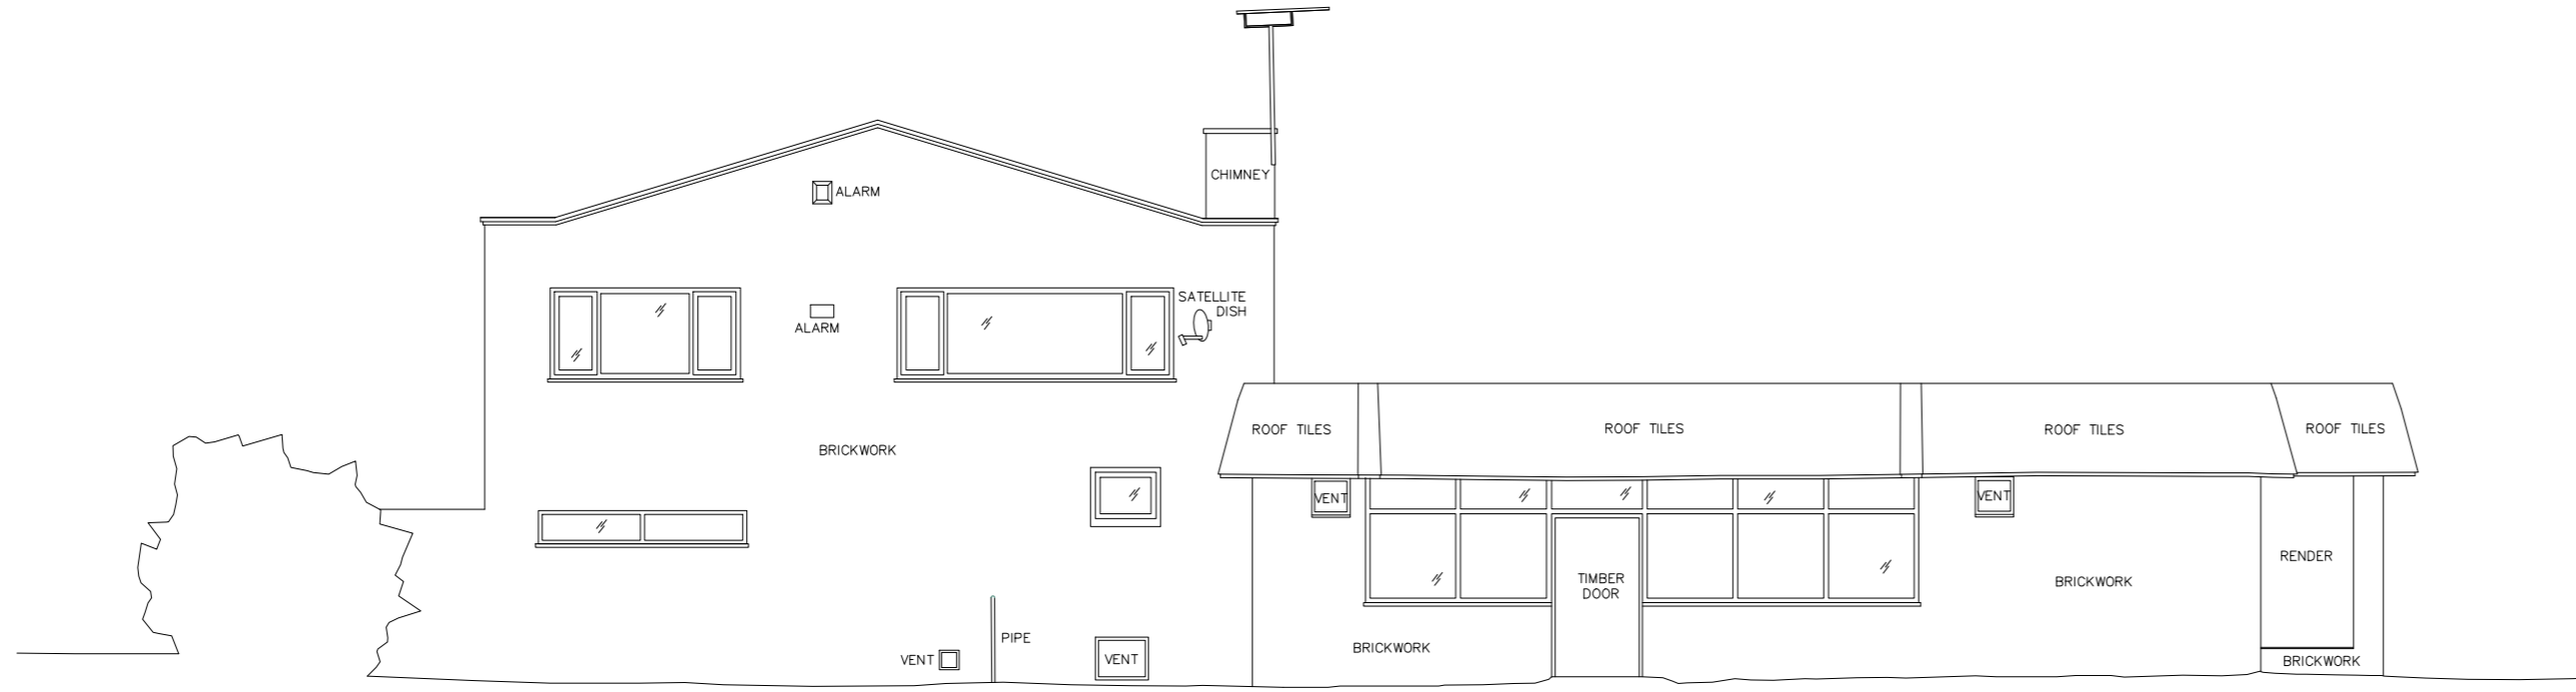 CHIMNEY
ALARM
SATELLITE
DISH
ALARM
BRICKWORK
ROOF TILES
ROOF TILES
ROOF TILES
ROOF TILES
VENT
VENT
RENDER
TIMBER
DOOR
BRICKWORK
PIPE
BRICKWORK
VENT
VENT
BRICKWORK